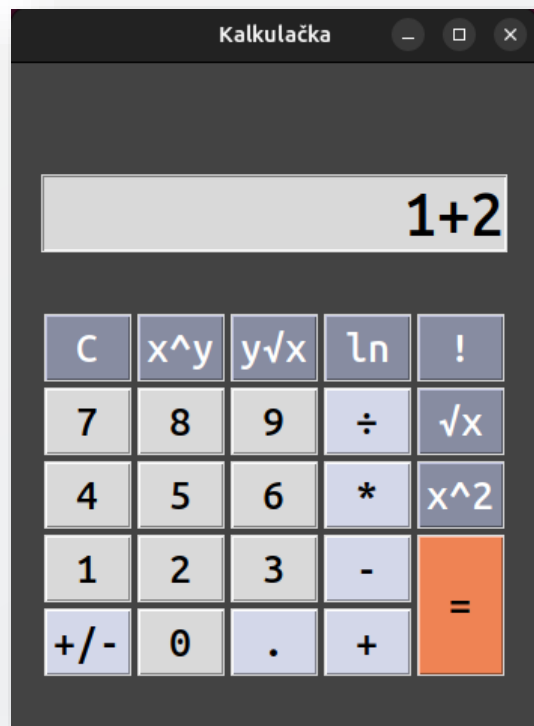 Kalkulačka
1+2
C x^y y√x ln !
7 8 9 ÷ √x
4 5 6 * x^2
1 2 3 - =
+/- 0 . +